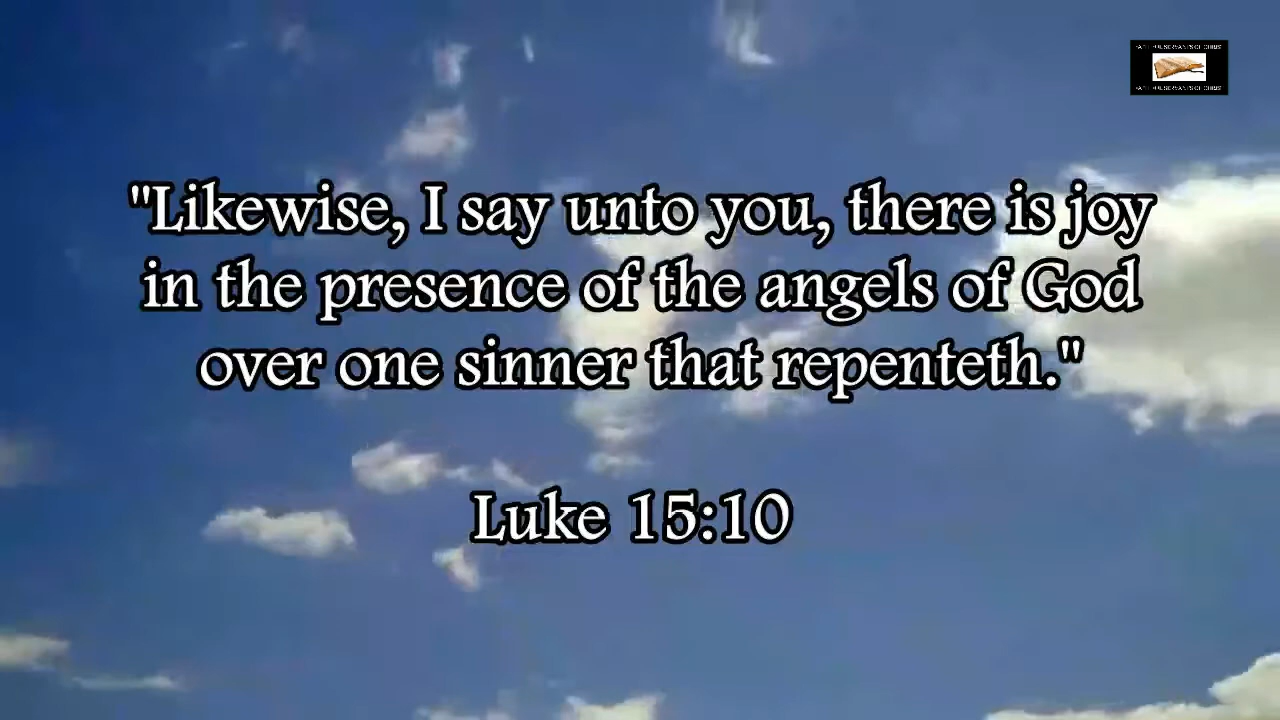 "Likewise, I say unto you, there is joy
in the presence of the angels of God
over one sinner that repenteth."
Luke 15:10